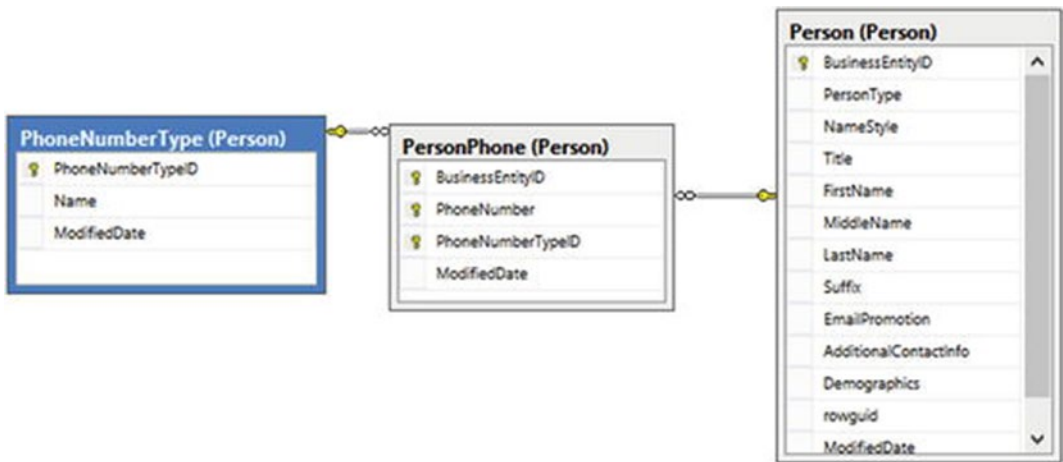 PhoneNumberType (Person)
PhoneNumberTypeID
Name
ModifiedDate
PersonPhone (Person)
BusinessEntityID
PhoneNumber
PhoneNumberTypeID
ModifiedDate
Person (Person)
BusinessEntityID
PersonType
NameStyle
Title
FirstName
MiddleName
LastName
Suffix
EmailPromotion
AdditionalContactInfo
Demographics
rowguid
ModifiedDate